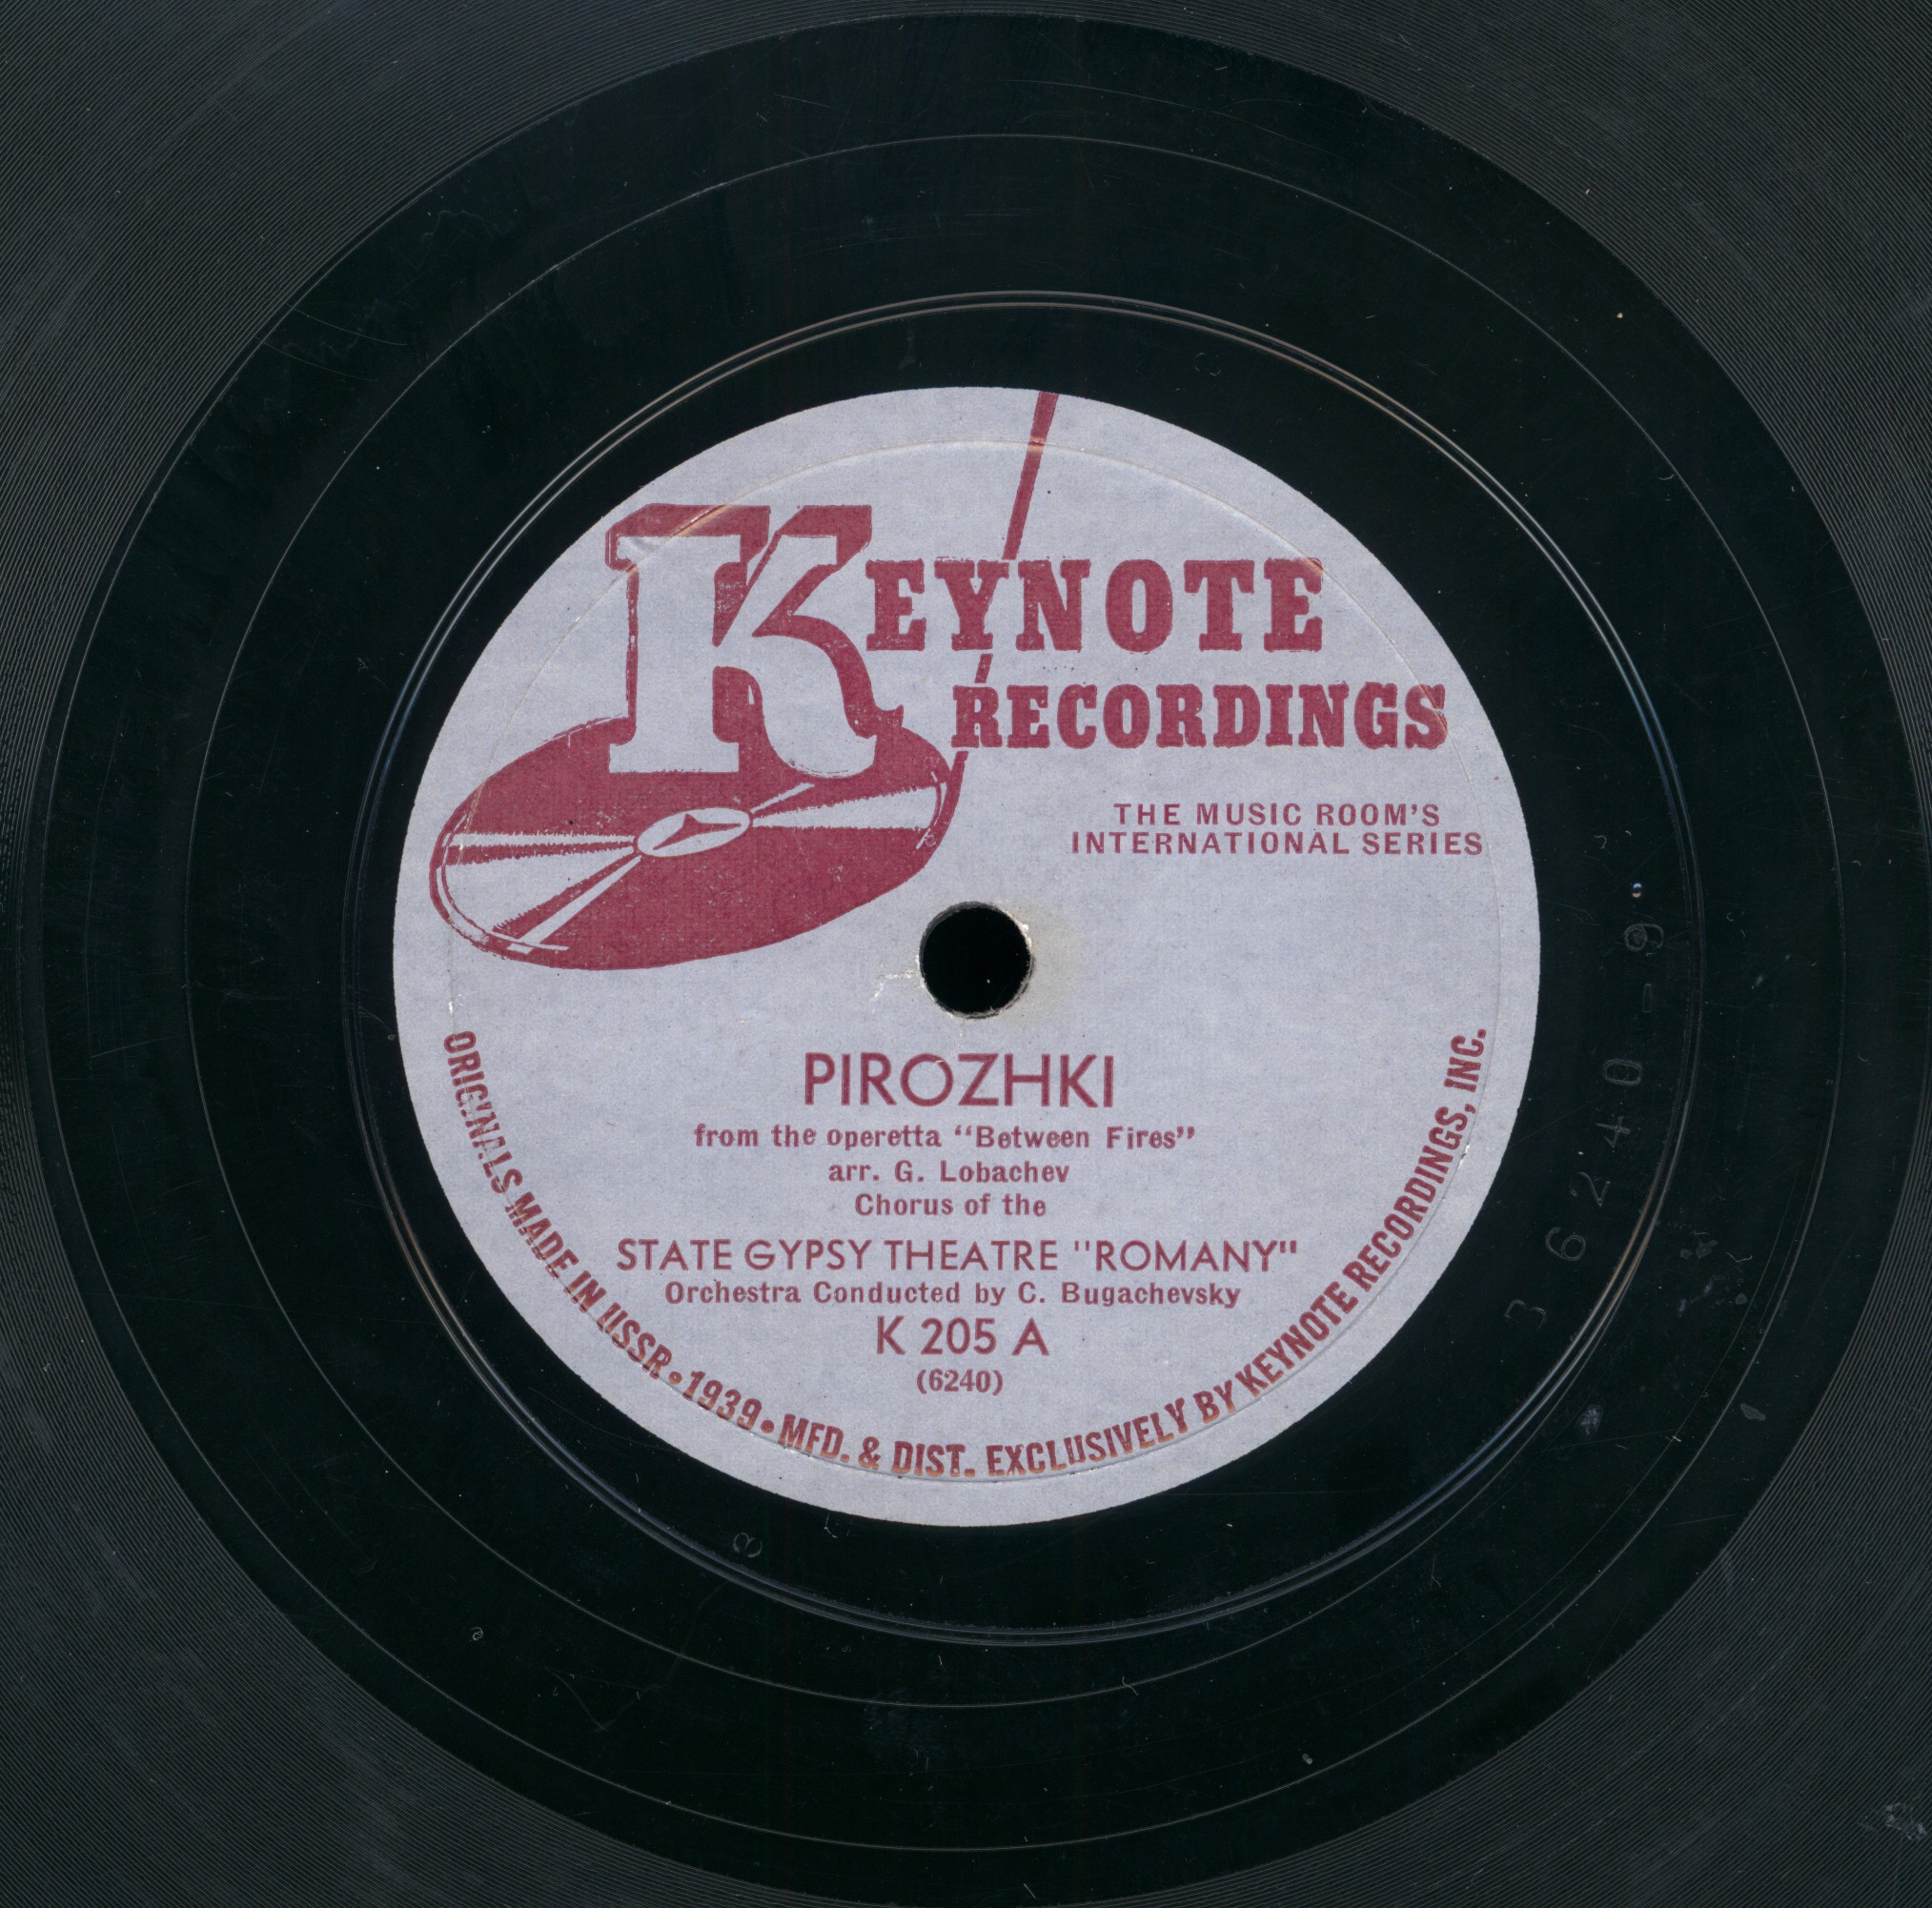 KEYNOTE
RECORDINGS
THE MUSIC ROOM'S
INTERNATIONAL SERIES
PIROZHKI
from the operetta "Between Fires"
arr. G. Lobachev
Chorus of the
STATE GYPSY THEATRE "ROMANY"
Orchestra Conducted by C. Bugachevsky
K 205 A
(6240)
ORIGINALS MADE IN USSR • 1939 • MFD. & DIST. EXCLUSIVELY BY KEYNOTE RECORDINGS, INC.
3 6240-9
8